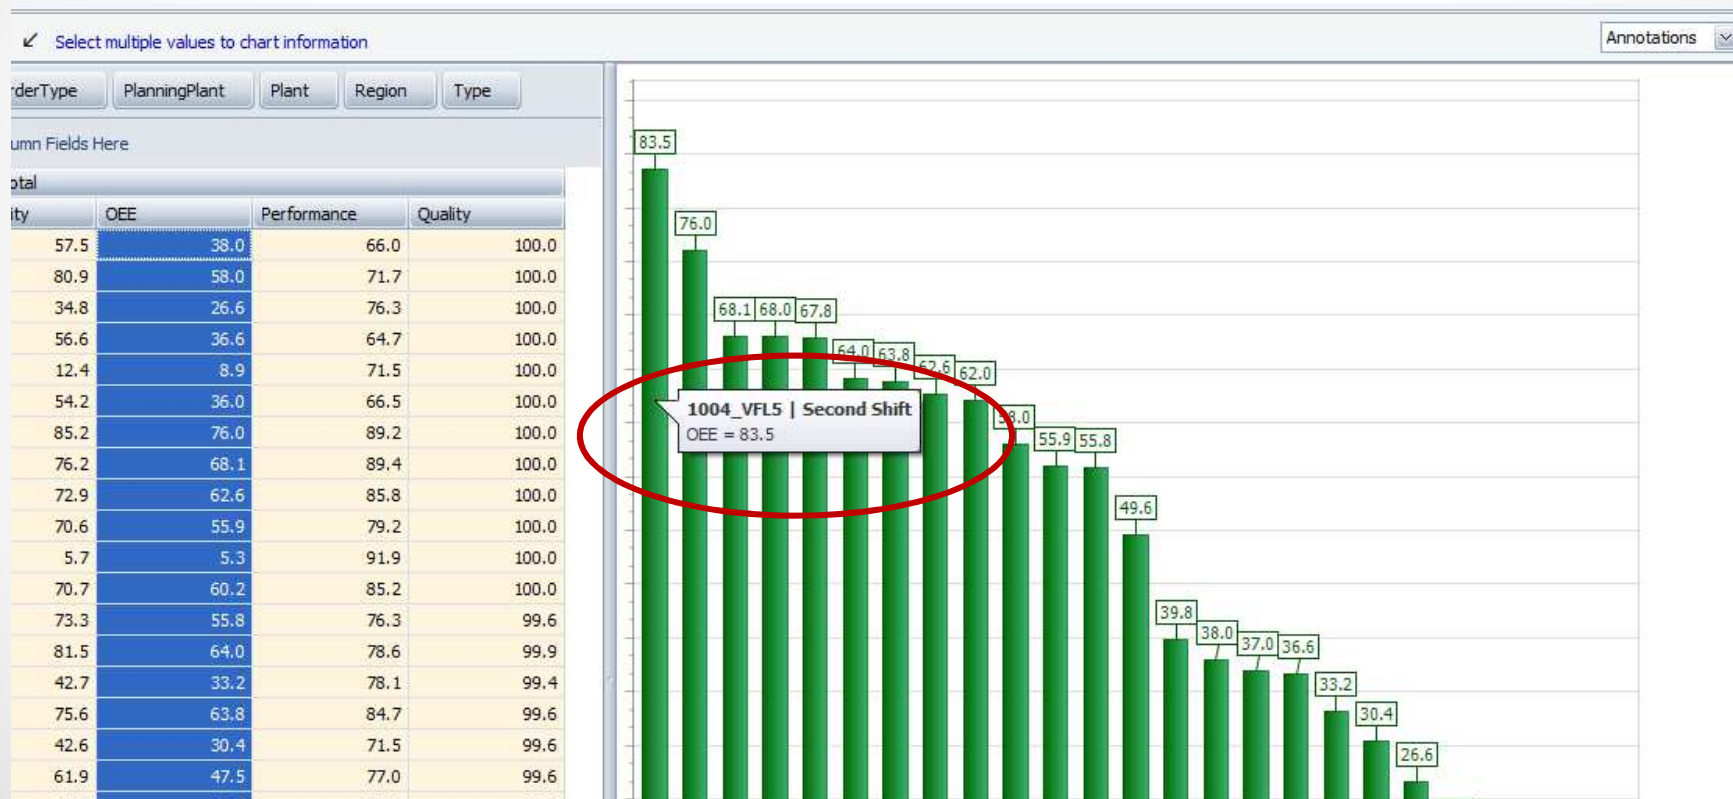 Select multiple values to chart information
Annotations
rderType PlanningPlant Plant Region Type
umn Fields Here
otal
ity OEE Performance Quality
57.5 38.0 66.0 100.0
80.9 58.0 71.7 100.0
34.8 26.6 76.3 100.0
56.6 36.6 64.7 100.0
12.4 8.9 71.5 100.0
54.2 36.0 66.5 100.0
85.2 76.0 89.2 100.0
76.2 68.1 89.4 100.0
72.9 62.6 85.8 100.0
70.6 55.9 79.2 100.0
5.7 5.3 91.9 100.0
70.7 60.2 85.2 100.0
73.3 55.8 76.3 99.6
81.5 64.0 78.6 99.9
42.7 33.2 78.1 99.4
75.6 63.8 84.7 99.6
42.6 30.4 71.5 99.6
61.9 47.5 77.0 99.6
83.5
76.0
68.1 68.0 67.8
64.0 63.8
62.6 62.0
1004_VFL5 | Second Shift
OEE = 83.5
58.0
55.9 55.8
49.6
39.8
38.0
37.0 36.6
33.2
30.4
26.6